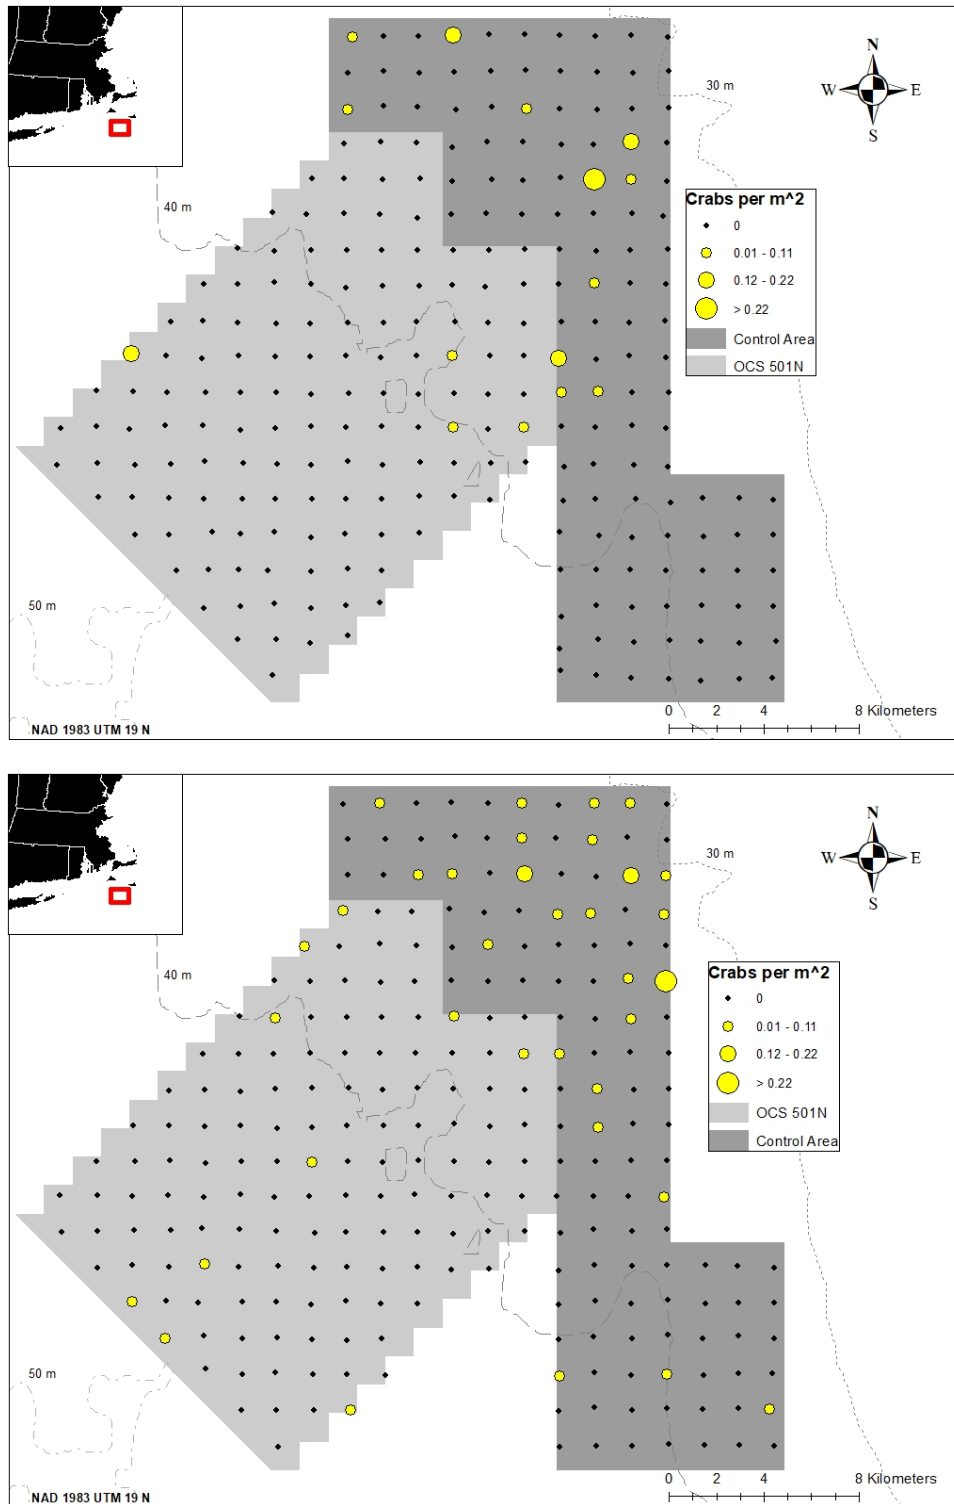 30 m
N
W E
S
40 m
Crabs per m^2
0
0.01 - 0.11
0.12 - 0.22
> 0.22
Control Area
OCS 501N
50 m
0 2 4 8 Kilometers
NAD 1983 UTM 19 N
30 m
N
W E
S
40 m
Crabs per m^2
0
0.01 - 0.11
0.12 - 0.22
> 0.22
OCS 501N
Control Area
50 m
0 2 4 8 Kilometers
NAD 1983 UTM 19 N